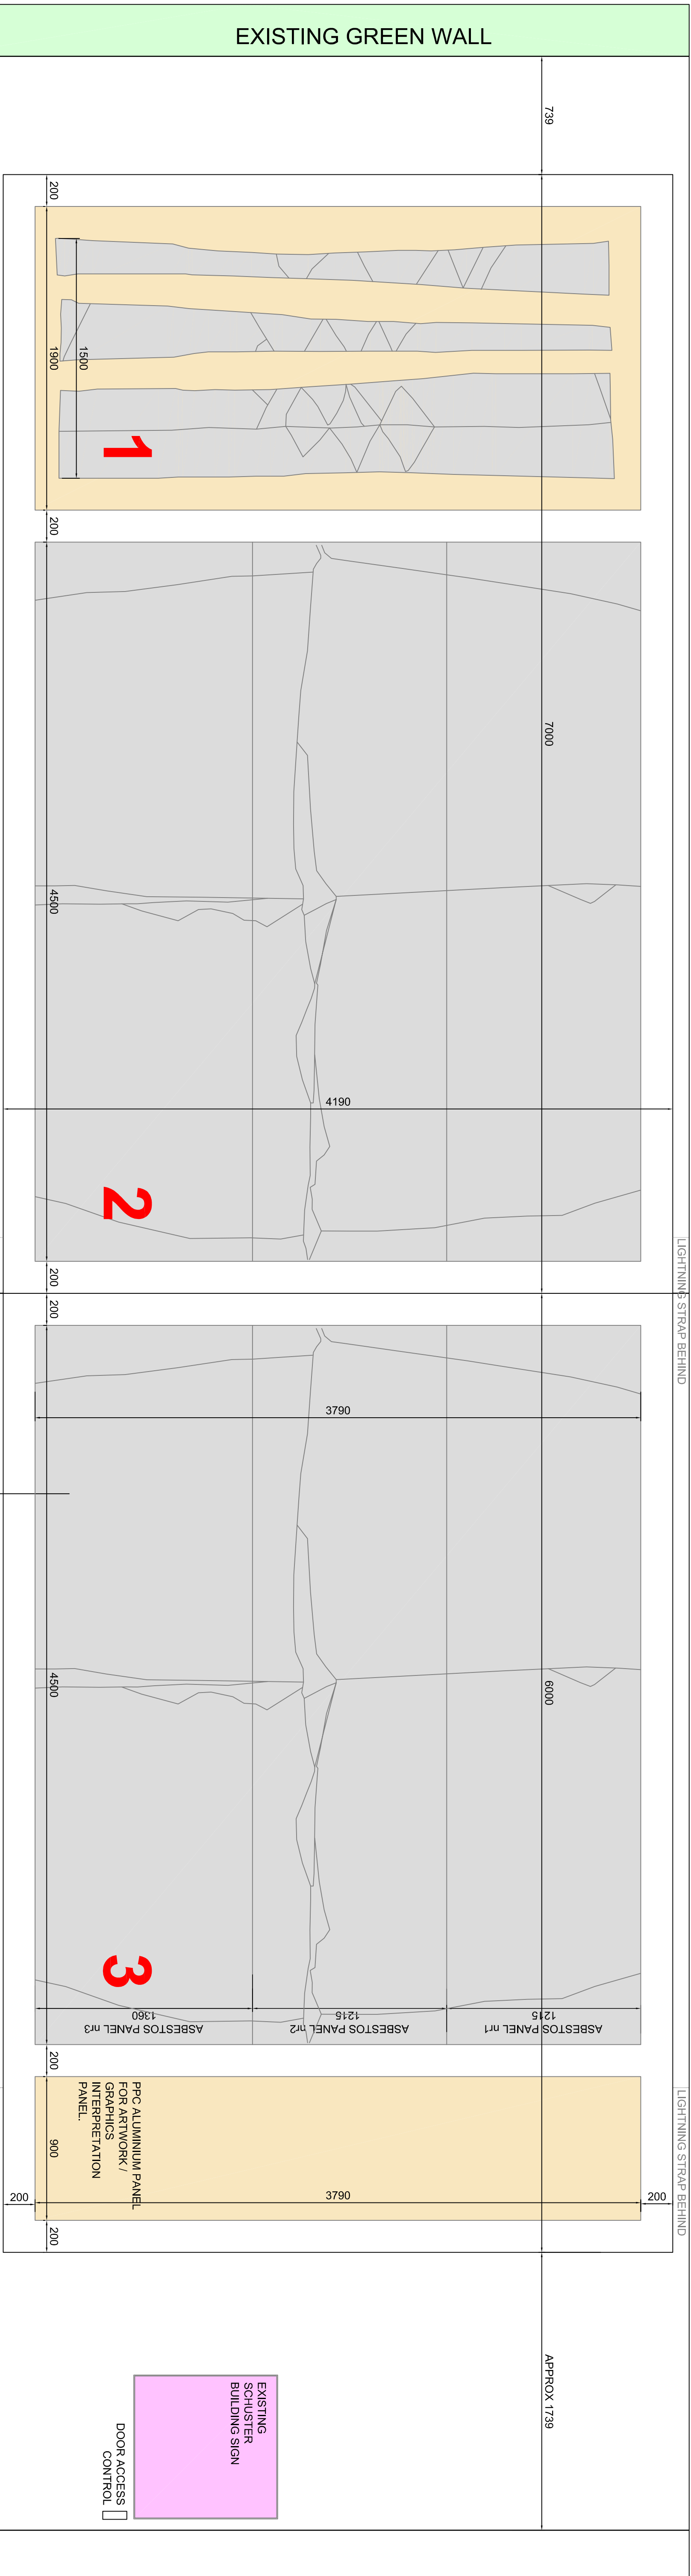 EXISTING GREEN WALL
739
200
1500
1900
1
200
7000
4500
4190
2
200
LIGHTNING STRAP BEHIND
200
3790
4500
6000
3
1360
ASBESTOS PANEL nr3
1215
ASBESTOS PANEL nr2
1215
ASBESTOS PANEL nr1
200
PPC ALUMINIUM PANEL
FOR ARTWORK /
GRAPHICS
INTERPRETATION
PANEL.
900
LIGHTNING STRAP BEHIND
200
3790
200
200
APPROX 1739
EXISTING
SCHUSTER
BUILDING SIGN
DOOR ACCESS
CONTROL